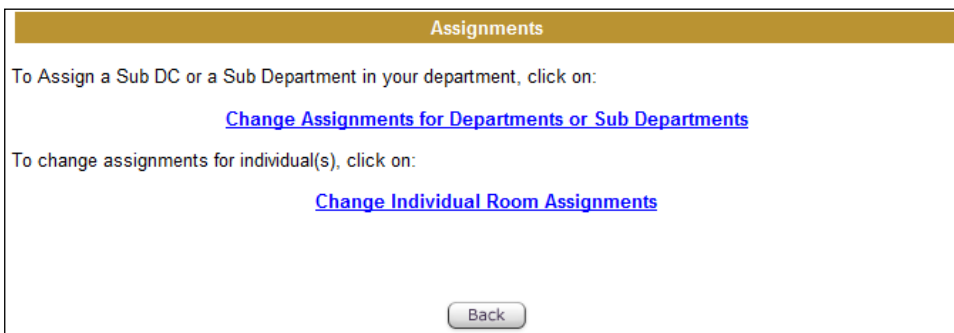 Assignments
To Assign a Sub DC or a Sub Department in your department, click on:
Change Assignments for Departments or Sub Departments
To change assignments for individual(s), click on:
Change Individual Room Assignments
Back